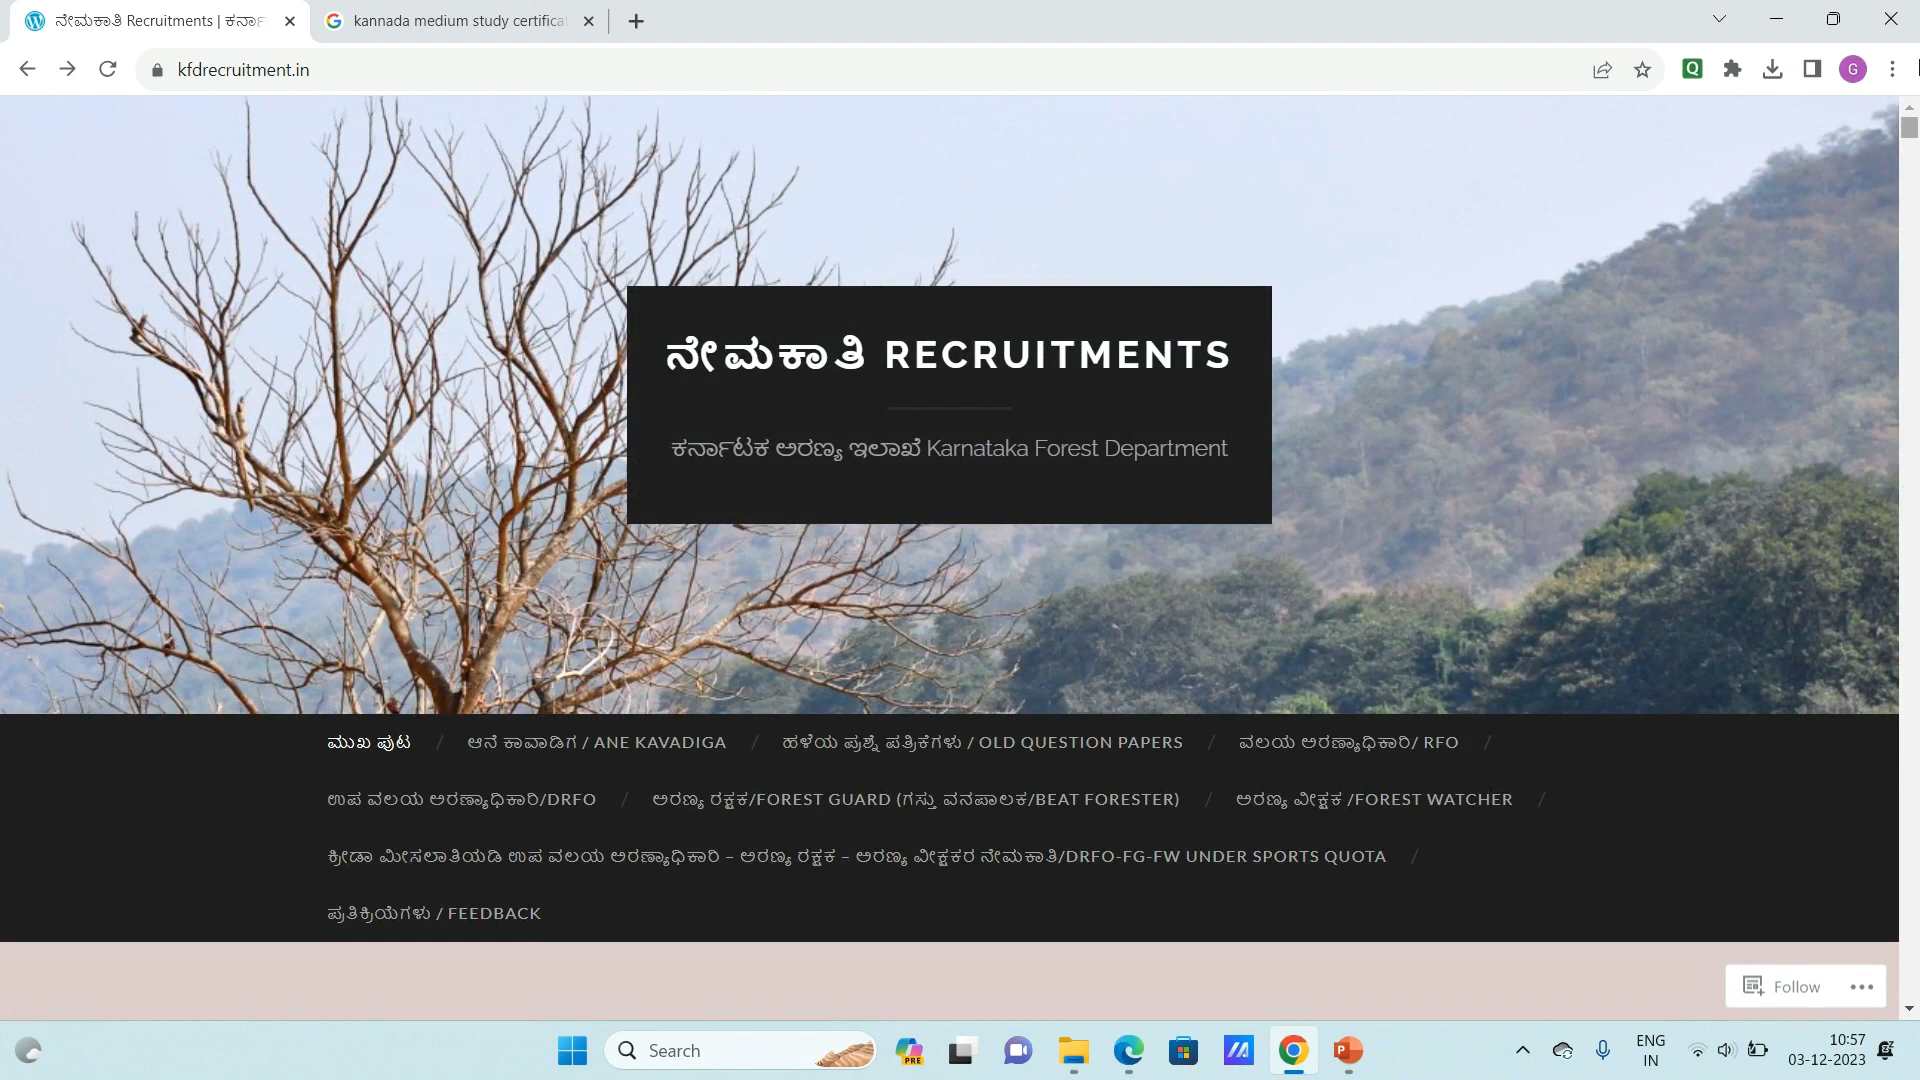 ನೇಮಕಾತಿ Recruitments | ಕರ್ನಾ
kannada medium study certifica
kfdrecruitment.in
G
ನೇಮಕಾತಿ RECRUITMENTS
ಕರ್ನಾಟಕ ಅರಣ್ಯ ಇಲಾಖೆ Karnataka Forest Department
ಮುಖ ಪುಟ / ಆನೆ ಕಾವಾಡಿಗ / ANE KAVADIGA / ಹಳೆಯ ಪ್ರಶ್ನೆ ಪತ್ರಿಕೆಗಳು / OLD QUESTION PAPERS / ವಲಯ ಅರಣ್ಯಾಧಿಕಾರಿ/ RFO /
ಉಪ ವಲಯ ಅರಣ್ಯಾಧಿಕಾರಿ/DRFO / ಅರಣ್ಯ ರಕ್ಷಕ/FOREST GUARD (ಗಸ್ತು ವನಪಾಲಕ/BEAT FORESTER) / ಅರಣ್ಯ ವೀಕ್ಷಕ /FOREST WATCHER /
ಕ್ರೀಡಾ ಮೀಸಲಾತಿಯಡಿ ಉಪ ವಲಯ ಅರಣ್ಯಾಧಿಕಾರಿ – ಅರಣ್ಯ ರಕ್ಷಕ – ಅರಣ್ಯ ವೀಕ್ಷಕರ ನೇಮಕಾತಿ/DRFO-FG-FW UNDER SPORTS QUOTA /
ಪ್ರತಿಕ್ರಿಯೆಗಳು / FEEDBACK
Follow
Search
PRE
ENG
IN
10:57
03-12-2023